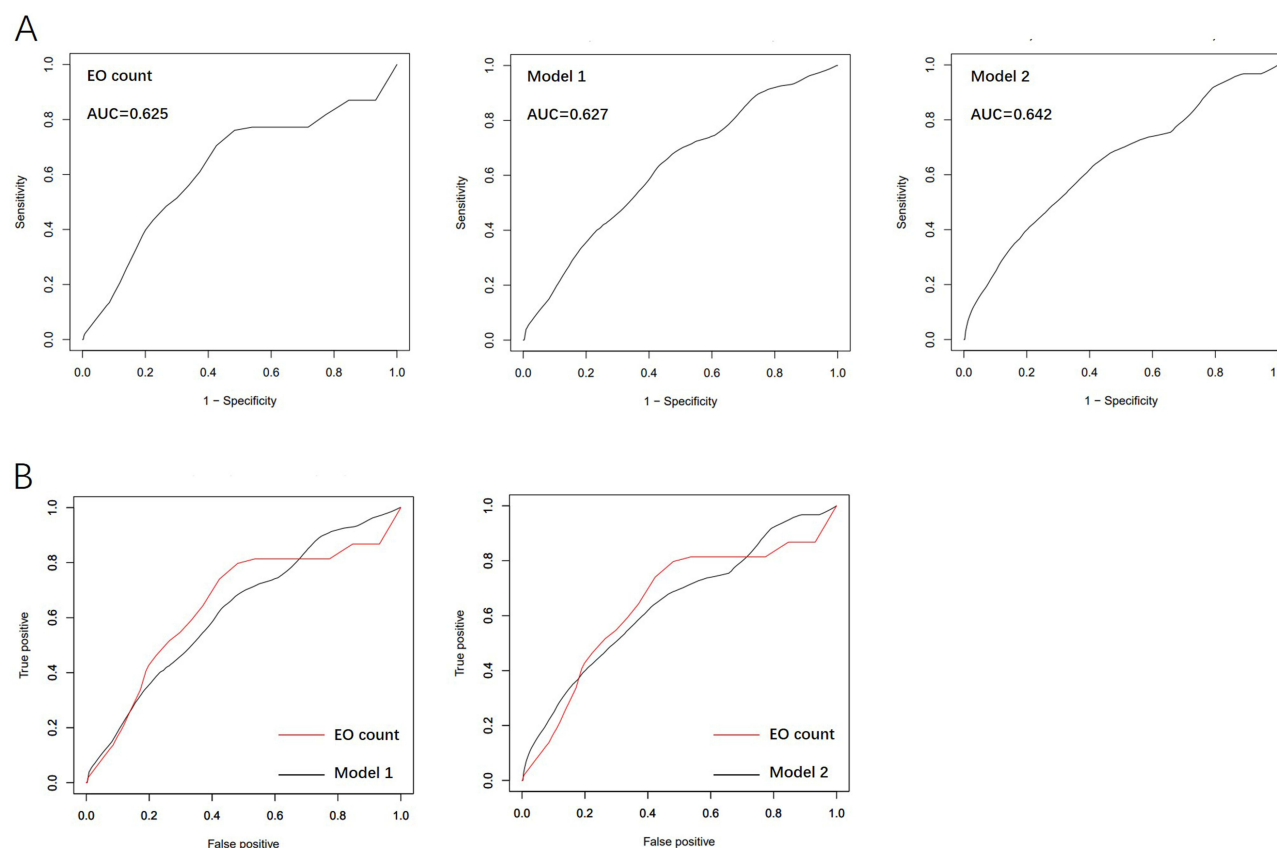 A
EO count
AUC=0.625
Sensitivity
0.0 0.2 0.4 0.6 0.8 1.0
0.0 0.2 0.4 0.6 0.8 1.0
1 − Specificity
Model 1
AUC=0.627
Sensitivity
0.0 0.2 0.4 0.6 0.8 1.0
0.0 0.2 0.4 0.6 0.8 1.0
1 − Specificity
Model 2
AUC=0.642
Sensitivity
0.0 0.2 0.4 0.6 0.8 1.0
0.0 0.2 0.4 0.6 0.8
1 − Specificity
B
True positive
0.0 0.2 0.4 0.6 0.8 1.0
EO count
Model 1
0.0 0.2 0.4 0.6 0.8 1.0
False positive
True positive
0.0 0.2 0.4 0.6 0.8 1.0
EO count
Model 2
0.0 0.2 0.4 0.6 0.8 1.0
False positive